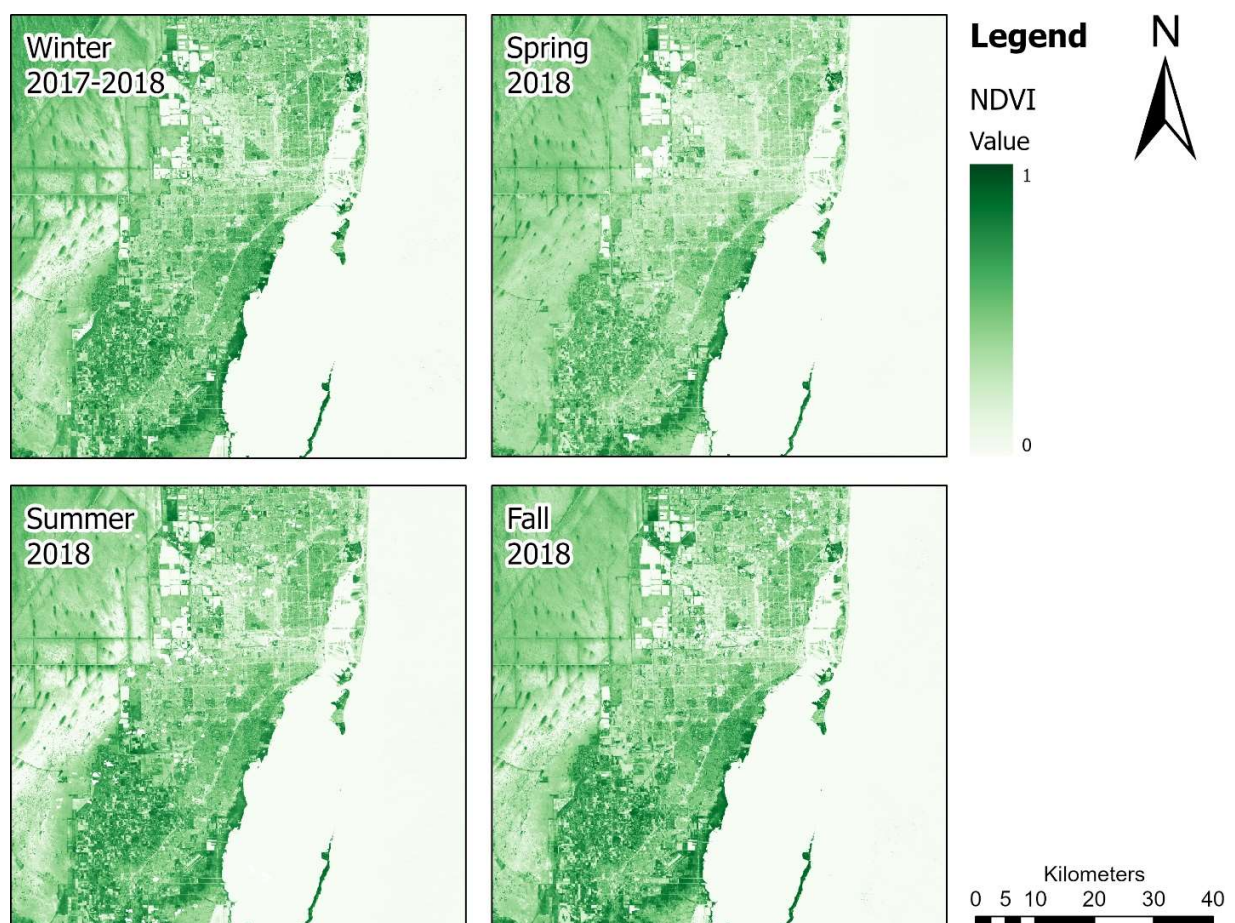 Winter
2017-2018
Spring
2018
Legend
N
NDVI
Value
1
0
Summer
2018
Fall
2018
Kilometers
0 5 10 20 30 40